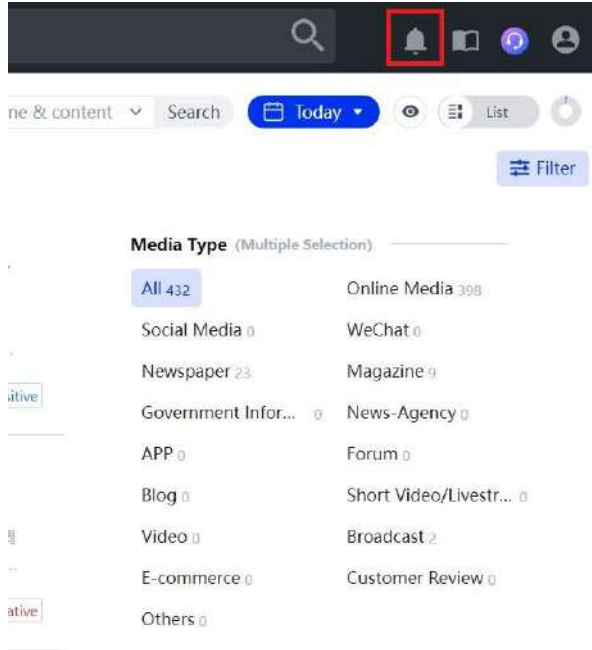 ne & content Search Today List
Filter
Media Type (Multiple Selection)
All 432 Online Media 398
Social Media 0 WeChat 0
Newspaper 23 Magazine 9
sitive
Government Infor... 0 News-Agency 0
APP 0 Forum 0
Blog 0 Short Video/Livestr... 0
Video 0 Broadcast 2
E-commerce 0 Customer Review 0
ative
Others 0